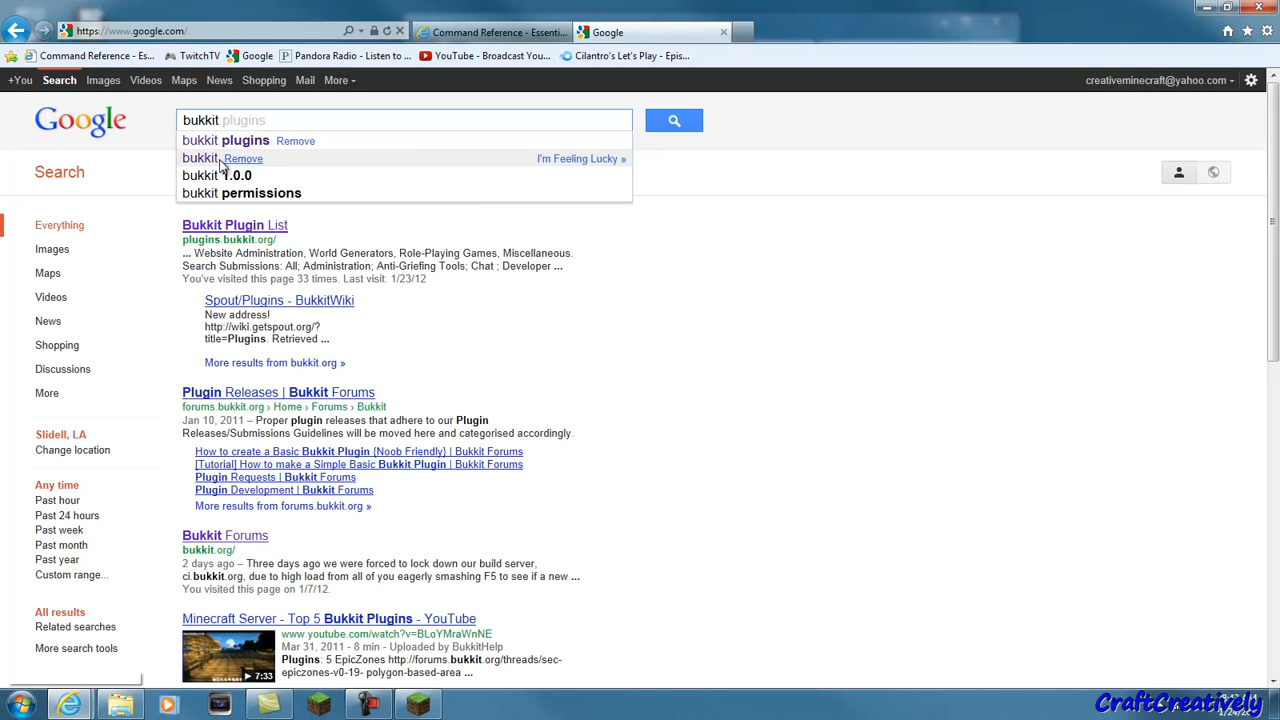 https://www.google.com/
Command Reference - Essenti...
Google
Command Reference - Es...
TwitchTV
Google
Pandora Radio - Listen to ...
YouTube - Broadcast You...
Cilantro's Let's Play - Epis...
+You
Search
Images
Videos
Maps
News
Shopping
Mail
More
creativeminecraft@yahoo.com
Google
bukkit plugins
bukkit plugins Remove
bukkit Remove I'm Feeling Lucky »
bukkit 1.0.0
bukkit permissions
Search
Everything
Images
Maps
Videos
News
Shopping
Discussions
More
Slidell, LA
Change location
Any time
Past hour
Past 24 hours
Past week
Past month
Past year
Custom range...
All results
Related searches
More search tools
Bukkit Plugin List
plugins.bukkit.org/
... Website Administration, World Generators, Role-Playing Games, Miscellaneous.
Search Submissions: All; Administration; Anti-Griefing Tools; Chat ; Developer ...
You've visited this page 33 times. Last visit: 1/23/12
Spout/Plugins - BukkitWiki
New address!
http://wiki.getspout.org/?
title=Plugins. Retrieved ...
More results from bukkit.org »
Plugin Releases | Bukkit Forums
forums.bukkit.org › Home › Forums › Bukkit
Jan 10, 2011 – Proper plugin releases that adhere to our Plugin
Releases/Submissions Guidelines will be moved here and categorised accordingly.
How to create a Basic Bukkit Plugin {Noob Friendly} | Bukkit Forums
[Tutorial] How to make a Simple Basic Bukkit Plugin | Bukkit Forums
Plugin Requests | Bukkit Forums
Plugin Development | Bukkit Forums
More results from forums.bukkit.org »
Bukkit Forums
bukkit.org/
2 days ago – Three days ago we were forced to lock down our build server,
ci.bukkit.org, due to high load from all of you eagerly smashing F5 to see if a new ...
You visited this page on 1/7/12.
Minecraft Server - Top 5 Bukkit Plugins - YouTube
www.youtube.com/watch?v=BLoYMraWnNE
Mar 31, 2011 - 8 min - Uploaded by BukkitHelp
Plugins: 5 EpicZones http://forums.bukkit.org/threads/sec-
epiczones-v0-19- polygon-based-area ...
7:33
CraftCreatively